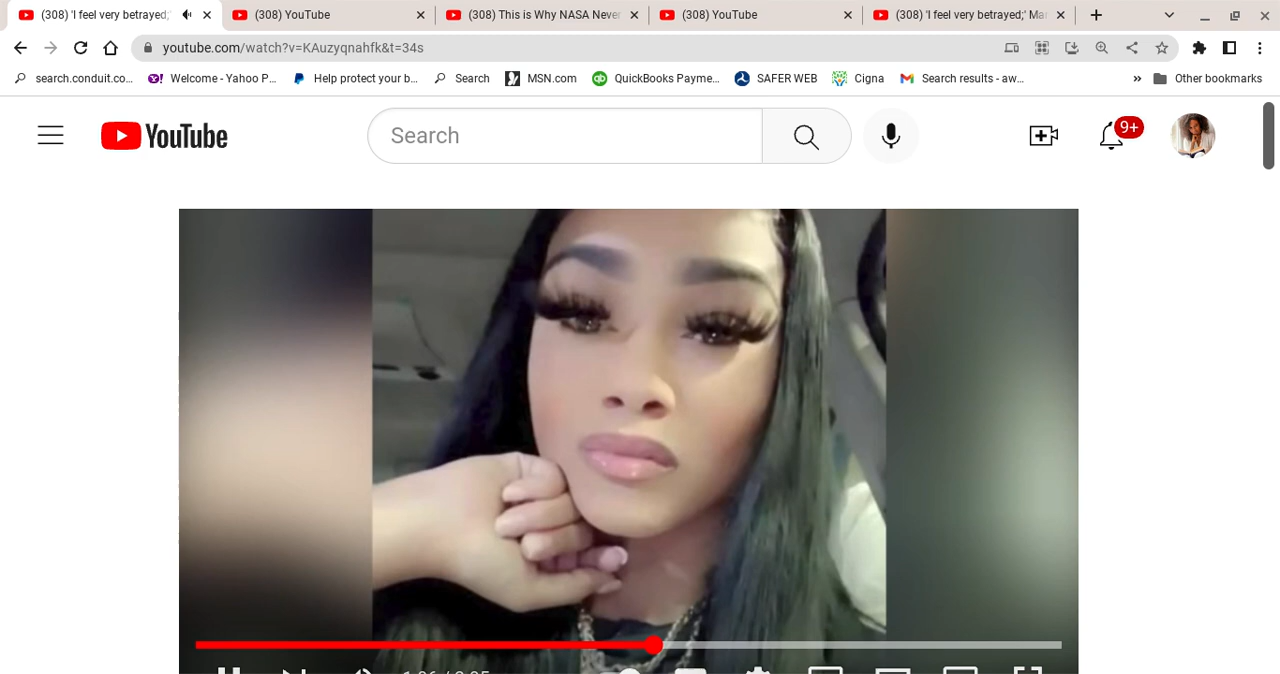 (308) 'I feel very betrayed;'
(308) YouTube
(308) This is Why NASA Never
(308) YouTube
(308) 'I feel very betrayed;' Ma
youtube.com/watch?v=KAuzyqnahfk&t=34s
search.conduit.co...
Welcome - Yahoo P...
Help protect your b...
Search
MSN.com
QuickBooks Payme...
SAFER WEB
Cigna
Search results - aw...
» Other bookmarks
YouTube
Search
9+